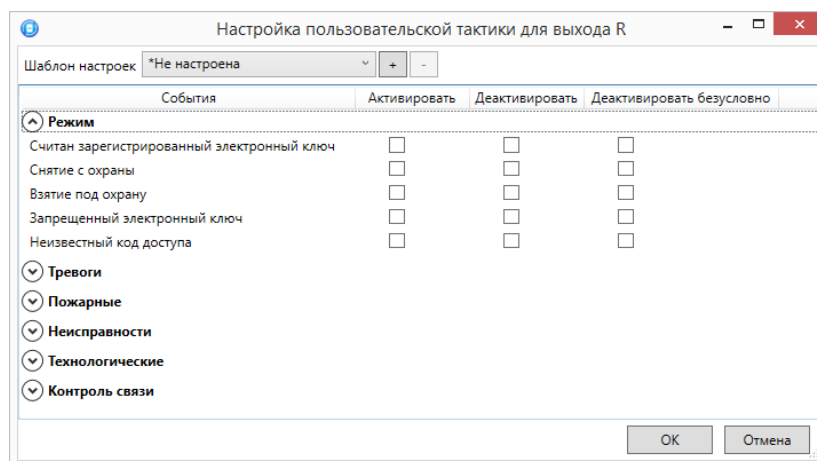 Настройка пользовательской тактики для выхода R
Шаблон настроек *Не настроена + -
События Активировать Деактивировать Деактивировать безусловно
Режим
Считан зарегистрированный электронный ключ
Снятие с охраны
Взятие под охрану
Запрещенный электронный ключ
Неизвестный код доступа
Тревоги
Пожарные
Неисправности
Технологические
Контроль связи
ОК Отмена